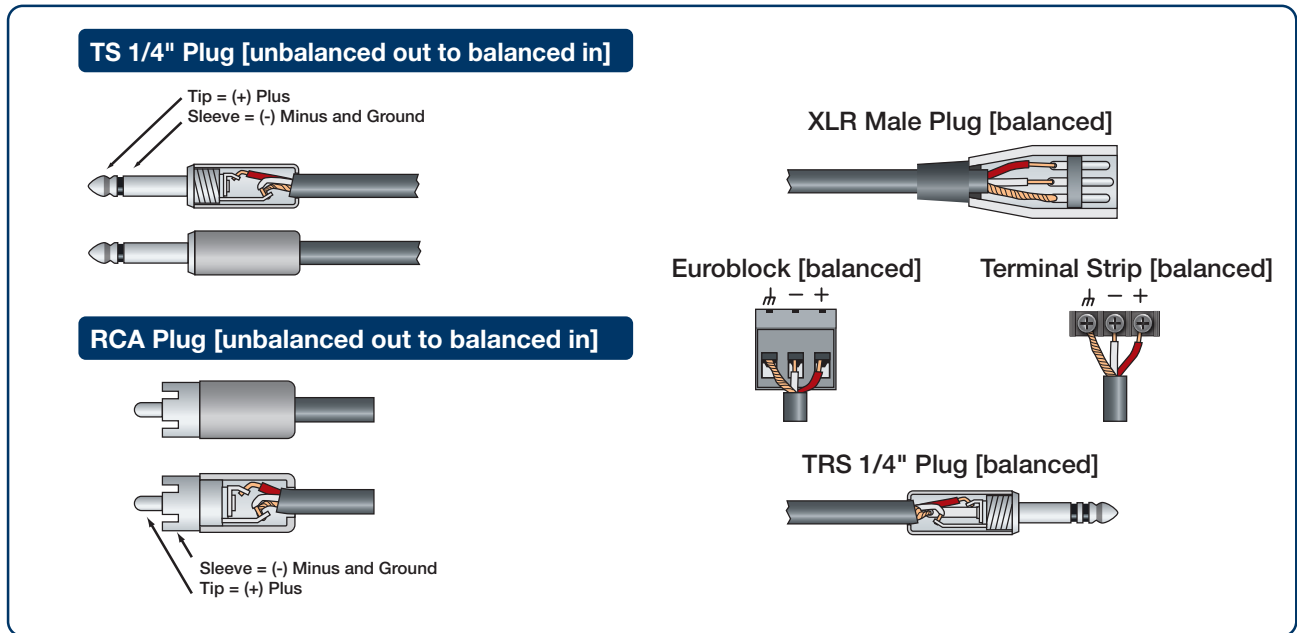 TS 1/4" Plug [unbalanced out to balanced in]
Tip = (+) Plus
Sleeve = (-) Minus and Ground
RCA Plug [unbalanced out to balanced in]
Sleeve = (-) Minus and Ground
Tip = (+) Plus
XLR Male Plug [balanced]
Euroblock [balanced]
− +
Terminal Strip [balanced]
− +
TRS 1/4" Plug [balanced]